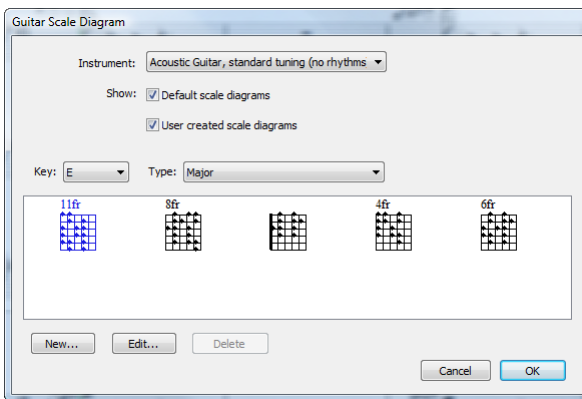 Guitar Scale Diagram
Instrument: Acoustic Guitar, standard tuning (no rhythms
Show: Default scale diagrams
User created scale diagrams
Key: E Type: Major
11fr 8fr 4fr 6fr
New... Edit... Delete
Cancel OK